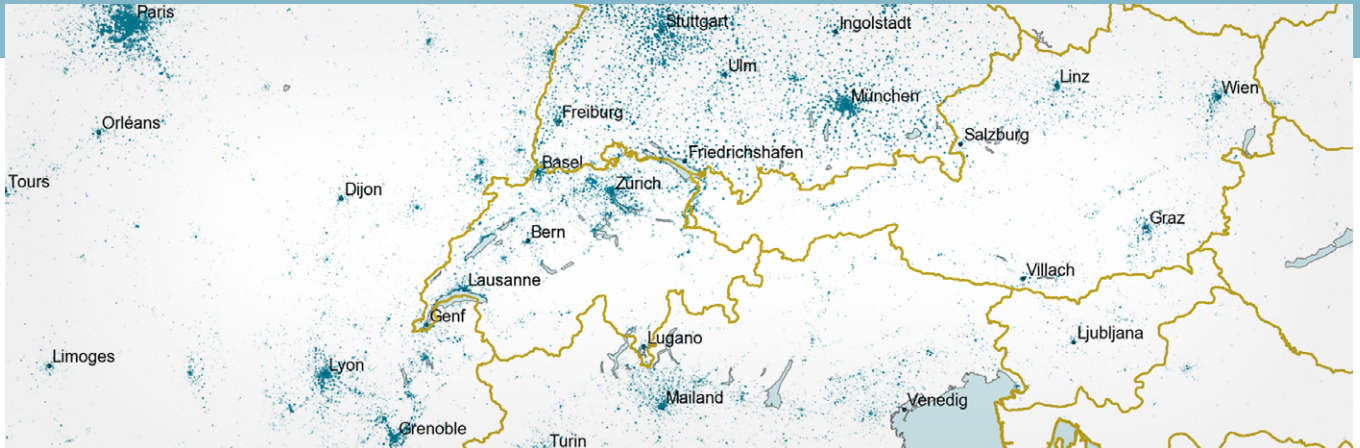 Paris
Stuttgart
Ingolstadt
Ulm
Linz
Wien
München
Freiburg
Orléans
Salzburg
Friedrichshafen
Basel
Tours
Dijon
Zürich
Graz
Bern
Villach
Lausanne
Genf
Ljubljana
Lugano
Limoges
Lyon
Mailand
Venedig
Grenoble
Turin